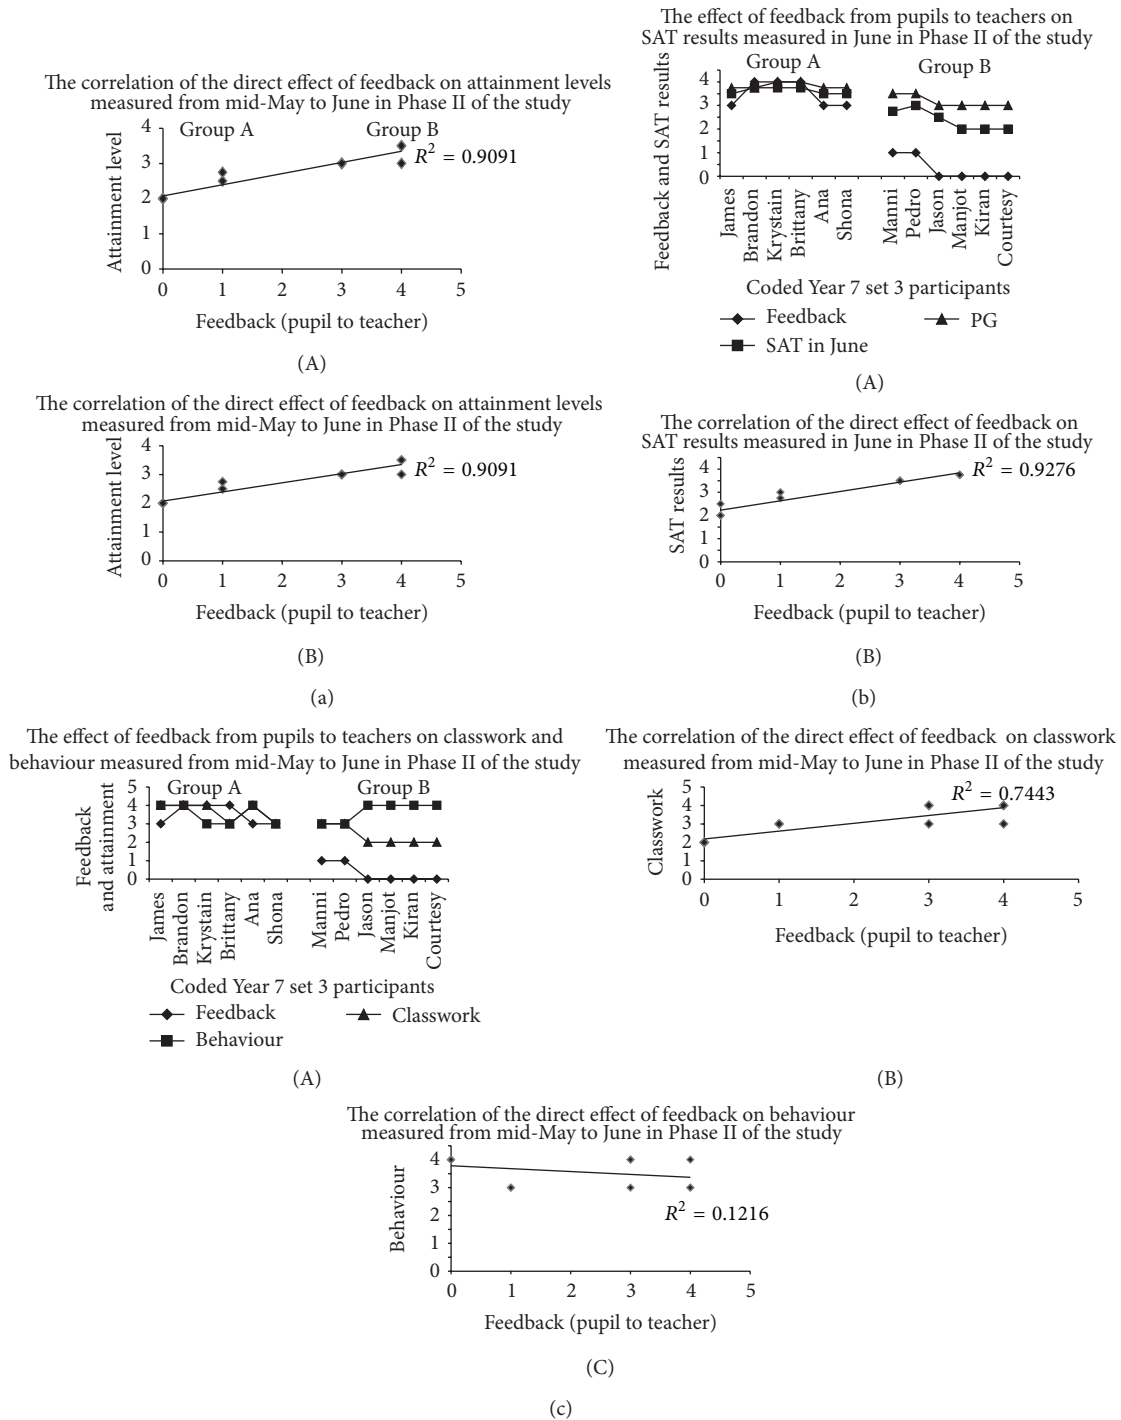 The correlation of the direct effect of feedback on attainment levels
measured from mid-May to June in Phase II of the study
4
3
2
1
0
Attainment level
Group A
Group B
R² = 0.9091
0 1 2 3 4 5
Feedback (pupil to teacher)
(A)
The correlation of the direct effect of feedback on attainment levels
measured from mid-May to June in Phase II of the study
4
3
2
1
0
Attainment level
R² = 0.9091
0 1 2 3 4 5
Feedback (pupil to teacher)
(B)
(a)
The effect of feedback from pupils to teachers on
SAT results measured in June in Phase II of the study
4
3
2
1
0
Feedback and SAT results
Group A
Group B
James
Brandon
Krystain
Brittany
Ana
Shona
Manni
Pedro
Jason
Manjot
Kiran
Courtesy
Coded Year 7 set 3 participants
Feedback
PG
SAT in June
(A)
The correlation of the direct effect of feedback on
SAT results measured in June in Phase II of the study
4
3
2
1
0
SAT results
R² = 0.9276
0 1 2 3 4 5
Feedback (pupil to teacher)
(B)
(b)
The effect of feedback from pupils to teachers on classwork and
behaviour measured from mid-May to June in Phase II of the study
5
4
3
2
1
0
Feedback
and attainment
Group A
Group B
James
Brandon
Krystain
Brittany
Ana
Shona
Manni
Pedro
Jason
Manjot
Kiran
Courtesy
Coded Year 7 set 3 participants
Feedback
Classwork
Behaviour
(A)
The correlation of the direct effect of feedback on classwork
measured from mid-May to June in Phase II of the study
5
4
3
2
1
0
Classwork
R² = 0.7443
0 1 2 3 4 5
Feedback (pupil to teacher)
(B)
The correlation of the direct effect of feedback on behaviour
measured from mid-May to June in Phase II of the study
4
3
2
1
0
Behaviour
R² = 0.1216
0 1 2 3 4 5
Feedback (pupil to teacher)
(C)
(c)